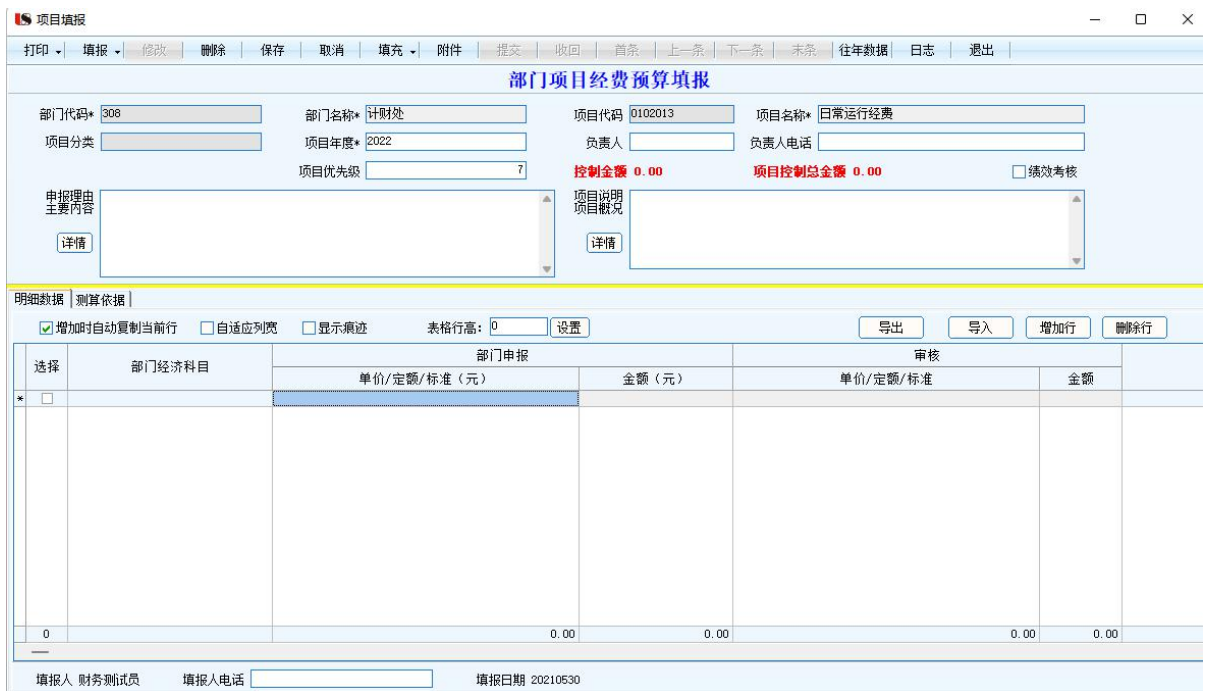 项目填报
打印 填报 修改 删除 保存 取消 填充 附件 提交 收回 首条 上一条 下一条 末条 往年数据 日志 退出
部门项目经费预算填报
部门代码* 308 部门名称* 计财处 项目代码 0102013 项目名称* 日常运行经费
项目分类 项目年度* 2022 负责人 负责人电话
项目优先级 7 控制金额 0.00 项目控制总金额 0.00 绩效考核
申报理由 项目说明
主要内容 项目概况
详情 详情
明细数据 测算依据
增加时自动复制当前行 自适应列宽 显示痕迹 表格行高: 0 设置 导出 导入 增加行 删除行
选择 部门经济科目 部门申报 审核
单价/定额/标准(元) 金额(元) 单价/定额/标准 金额
*
0 0.00 0.00 0.00 0.00
填报人 财务测试员 填报人电话 填报日期 20210530